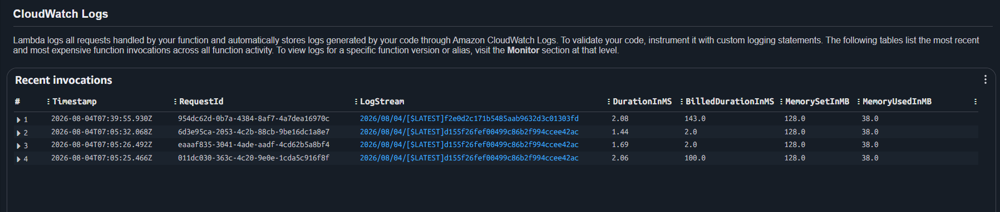 CloudWatch Logs
Lambda logs all requests handled by your function and automatically stores logs generated by your code through Amazon CloudWatch Logs. To validate your code, instrument it with custom logging statements. The following tables list the most recent
and most expensive function invocations across all function activity. To view logs for a specific function version or alias, visit the Monitor section at that level.
Recent invocations
# Timestamp RequestId LogStream DurationInMS BilledDurationInMS MemorySetInMB MemoryUsedInMB
1 2026-08-04T07:39:55.930Z 954dc62d-0b7a-4384-8af7-4a7dea16970c 2026/08/04/[$LATEST]f2e0d2c171b5485aab9632d3c01303fd 2.08 143.0 128.0 38.0
2 2026-08-04T07:05:32.068Z 6d3e95ca-2053-4c2b-88cb-9be16dc1a8e7 2026/08/04/[$LATEST]d155f26fef00499c86b2f994ccee42ac 1.44 2.0 128.0 38.0
3 2026-08-04T07:05:26.492Z eaaaf835-3041-4ade-aadf-4cd62b5a8bf4 2026/08/04/[$LATEST]d155f26fef00499c86b2f994ccee42ac 1.69 2.0 128.0 38.0
4 2026-08-04T07:05:25.466Z 011dc030-363c-4c20-9e0e-1cda5c916f8f 2026/08/04/[$LATEST]d155f26fef00499c86b2f994ccee42ac 2.06 100.0 128.0 38.0